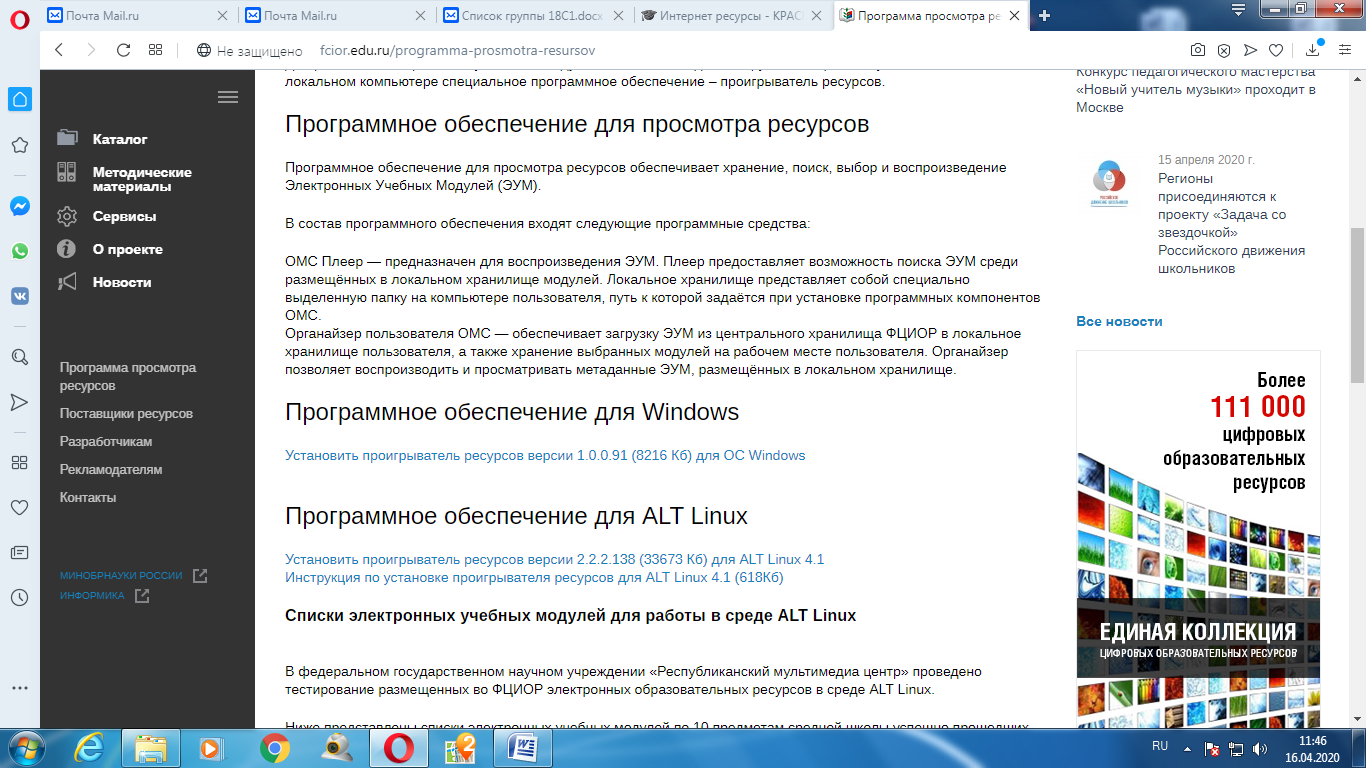 Почта Mail.ru
Почта Mail.ru
Список группы 18С1.docx
Интернет ресурсы - КРАС
Программа просмотра ре
Не защищено
fcior.edu.ru/programma-prosmotra-resursov
Каталог
Методические
материалы
Сервисы
О проекте
Новости
Программа просмотра
ресурсов
Поставщики ресурсов
Разработчикам
Рекламодателям
Контакты
МИНОБРНАУКИ РОССИИ
ИНФОРМИКА
локальном компьютере специальное программное обеспечение – проигрыватель ресурсов.
Программное обеспечение для просмотра ресурсов
Программное обеспечение для просмотра ресурсов обеспечивает хранение, поиск, выбор и воспроизведение
Электронных Учебных Модулей (ЭУМ).
В состав программного обеспечения входят следующие программные средства:
ОМС Плеер — предназначен для воспроизведения ЭУМ. Плеер предоставляет возможность поиска ЭУМ среди
размещённых в локальном хранилище модулей. Локальное хранилище представляет собой специально
выделенную папку на компьютере пользователя, путь к которой задаётся при установке программных компонентов
ОМС.
Органайзер пользователя ОМС — обеспечивает загрузку ЭУМ из центрального хранилища ФЦИОР в локальное
хранилище пользователя, а также хранение выбранных модулей на рабочем месте пользователя. Органайзер
позволяет воспроизводить и просматривать метаданные ЭУМ, размещённых в локальном хранилище.
Программное обеспечение для Windows
Установить проигрыватель ресурсов версии 1.0.0.91 (8216 Кб) для ОС Windows
Программное обеспечение для ALT Linux
Установить проигрыватель ресурсов версии 2.2.2.138 (33673 Кб) для ALT Linux 4.1
Инструкция по установке проигрывателя ресурсов для ALT Linux 4.1 (618Кб)
Списки электронных учебных модулей для работы в среде ALT Linux
В федеральном государственном научном учреждении «Республиканский мультимедиа центр» проведено
тестирование размещенных во ФЦИОР электронных образовательных ресурсов в среде ALT Linux.
Ниже представлены списки электронных учебных модулей по 10 предметам средней школы успешно прошедших
Конкурс педагогического мастерства
«Новый учитель музыки» проходит в
Москве
15 апреля 2020 г.
Регионы
присоединяются к
проекту «Задача со
звездочкой»
Российского движения
школьников
Все новости
Более
111 000
цифровых
образовательных
ресурсов
ЕДИНАЯ КОЛЛЕКЦИЯ
ЦИФРОВЫХ ОБРАЗОВАТЕЛЬНЫХ РЕСУРСОВ
RU
11:46
16.04.2020